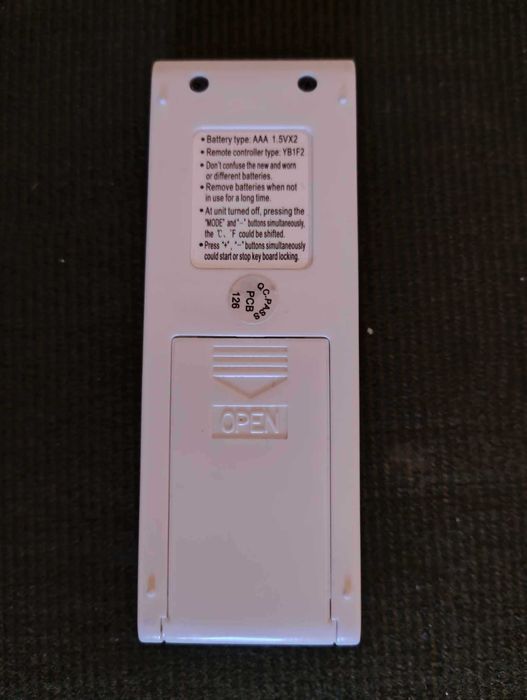 • Battery type: AAA 1.5VX2
• Remote controller type: YB1F2
• Don't confuse the new and worn
or different batteries.
• Remove batteries when not
in use for a long time.
• At unit turned off, pressing the
"MODE" and "-" buttons simultaneously,
the ℃、℉ could be shifted.
• Press "+", "-" buttons simultaneously
could start or stop key board locking.
QC-PASS
PCB
126
OPEN